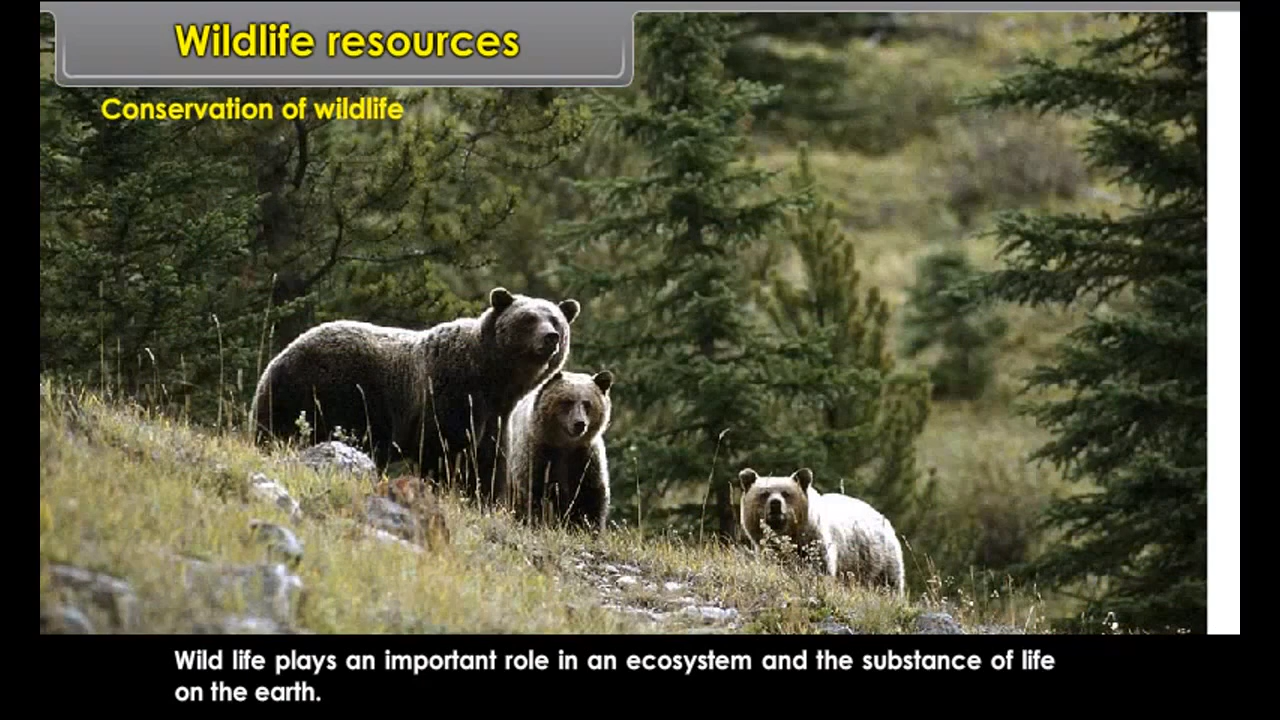 Wildlife resources
Conservation of wildlife
Wild life plays an important role in an ecosystem and the substance of life
on the earth.